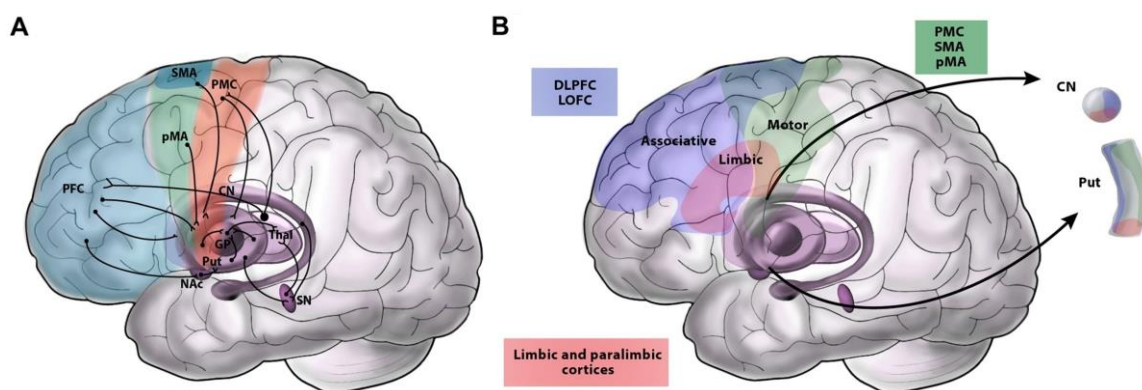 A
SMA
PMC
pMA
PFC
CN
Thal
GP
Put
NAc
SN
B
PMC
SMA
pMA
DLPFC
LOFC
CN
Motor
Associative
Limbic
Put
Limbic and paralimbic
cortices